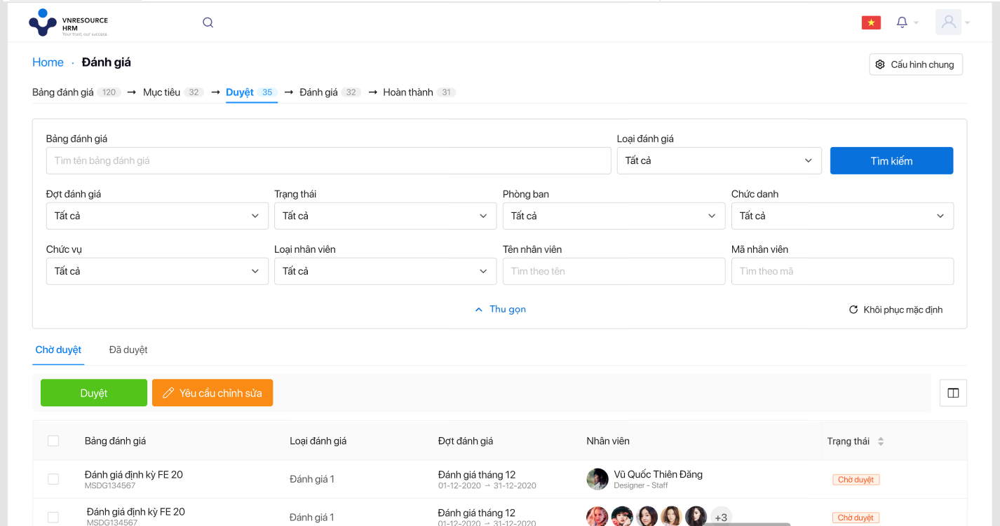 VNRESOURCE
HRM
Your trust, our success.
Home · Đánh giá
Cấu hình chung
Bảng đánh giá 120 → Mục tiêu 32 → Duyệt 35 → Đánh giá 32 → Hoàn thành 31
Bảng đánh giá
Loại đánh giá
Tìm tên bảng đánh giá
Tất cả
Tìm kiếm
Đợt đánh giá
Trạng thái
Phòng ban
Chức danh
Tất cả
Tất cả
Tất cả
Tất cả
Chức vụ
Loại nhân viên
Tên nhân viên
Mã nhân viên
Tất cả
Tất cả
Tìm theo tên
Tìm theo mã
Thu gọn
Khôi phục mặc định
Chờ duyệt
Đã duyệt
Duyệt
Yêu cầu chỉnh sửa
Bảng đánh giá
Loại đánh giá
Đợt đánh giá
Nhân viên
Trạng thái
Đánh giá định kỳ FE 20
MSDG134567
Đánh giá 1
Đánh giá tháng 12
01-12-2020 → 31-12-2020
Vũ Quốc Thiên Đăng
Designer - Staff
Chờ duyệt
Đánh giá định kỳ FE 20
MSDG134567
Đánh giá 1
Đánh giá tháng 12
01-12-2020 → 31-12-2020
+3
Chờ duyệt